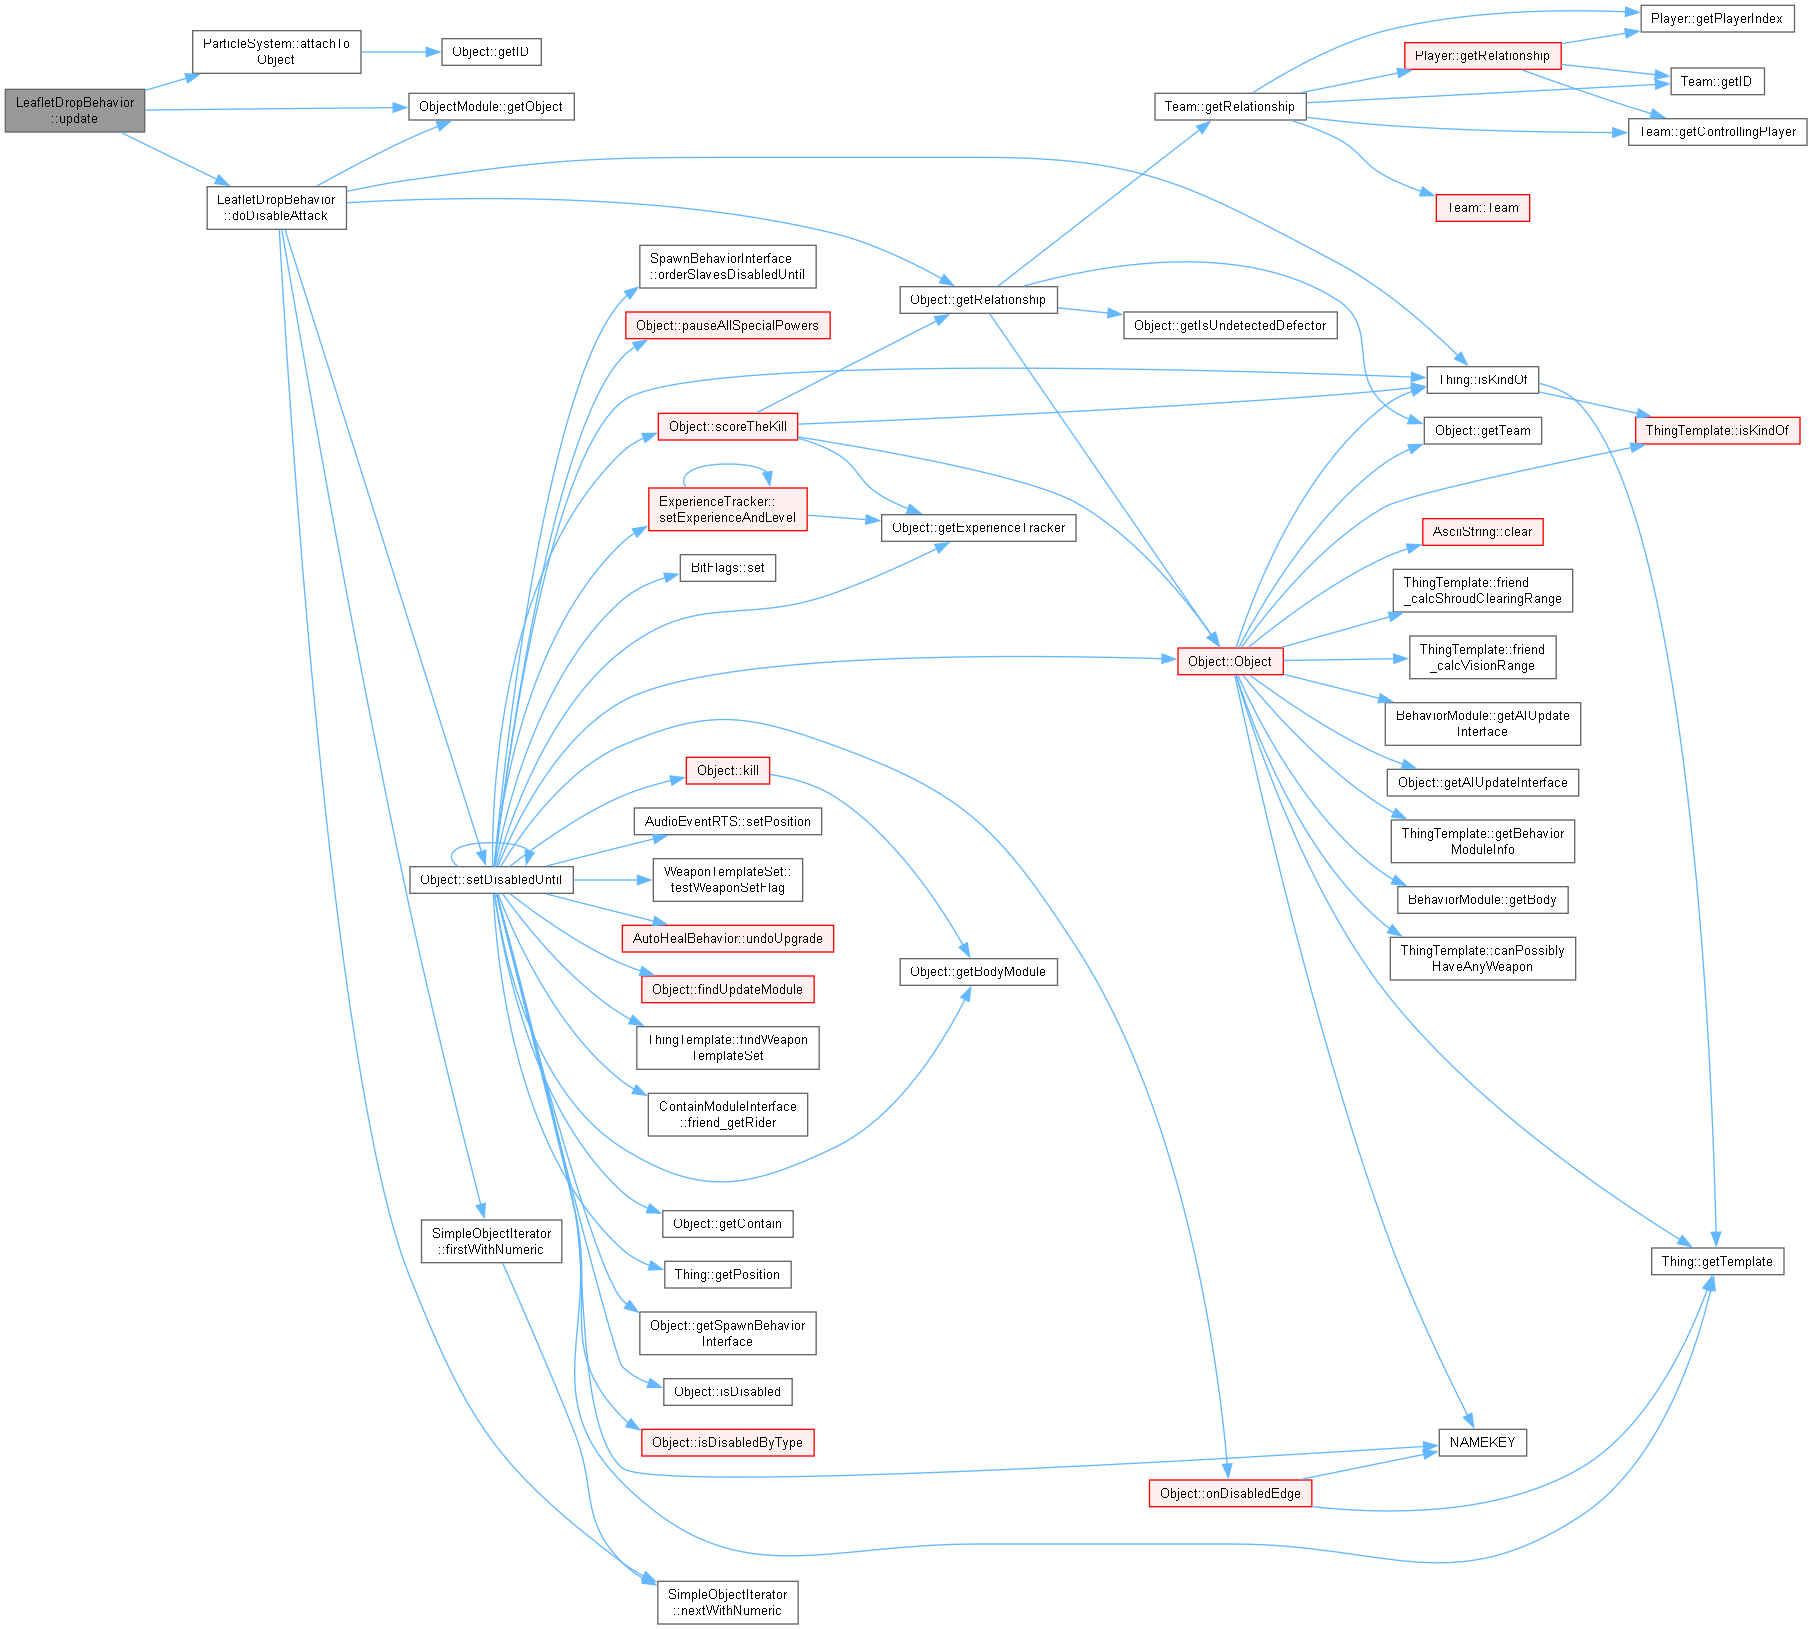 LeafletDropBehavior
::update
ParticleSystem::attachTo
Object
Object::getID
ObjectModule::getObject
LeafletDropBehavior
::doDisableAttack
Player::getPlayerIndex
Player::getRelationship
Team::getID
Team::getRelationship
Team::getControllingPlayer
Team::Team
SpawnBehaviorInterface
::orderSlavesDisabledUntil
Object::getRelationship
Object::pauseAllSpecialPowers
Object::getIsUndetectedDefector
Thing::isKindOf
Object::scoreTheKill
Object::getTeam
ThingTemplate::isKindOf
ExperienceTracker::
setExperienceAndLevel
Object::getExperienceTracker
AsciiString::clear
BitFlags::set
ThingTemplate::friend
_calcShroudClearingRange
Object::Object
ThingTemplate::friend
_calcVisionRange
BehaviorModule::getAIUpdate
Interface
Object::kill
Object::getAIUpdateInterface
AudioEventRTS::setPosition
ThingTemplate::getBehavior
ModuleInfo
Object::setDisabledUntil
WeaponTemplateSet::
testWeaponSetFlag
BehaviorModule::getBody
AutoHealBehavior::undoUpgrade
ThingTemplate::canPossibly
HaveAnyWeapon
Object::getBodyModule
Object::findUpdateModule
ThingTemplate::findWeapon
TemplateSet
ContainModuleInterface
::friend_getRider
Object::getContain
SimpleObjectIterator
::firstWithNumeric
Thing::getPosition
Thing::getTemplate
Object::getSpawnBehavior
Interface
Object::isDisabled
Object::isDisabledByType
NAMEKEY
Object::onDisabledEdge
SimpleObjectIterator
::nextWithNumeric